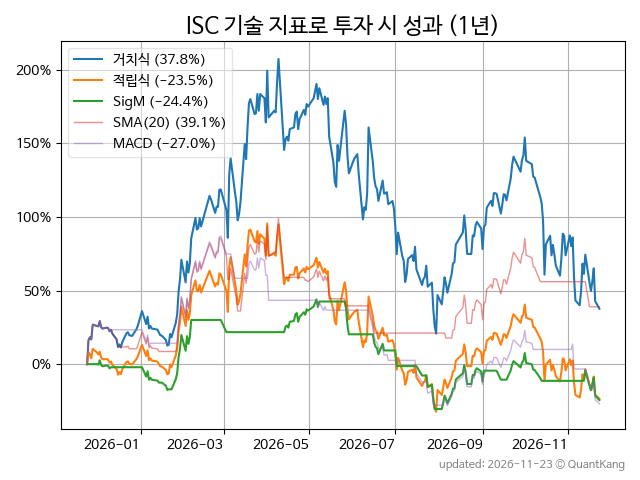 ISC 기술 지표로 투자 시 성과 (1년)
거치식 (37.8%)
적립식 (−23.5%)
SigM (−24.4%)
SMA(20) (39.1%)
MACD (−27.0%)
200%
150%
100%
50%
0%
2026-01 2026-03 2026-05 2026-07 2026-09 2026-11
updated: 2026-11-23 © QuantKang